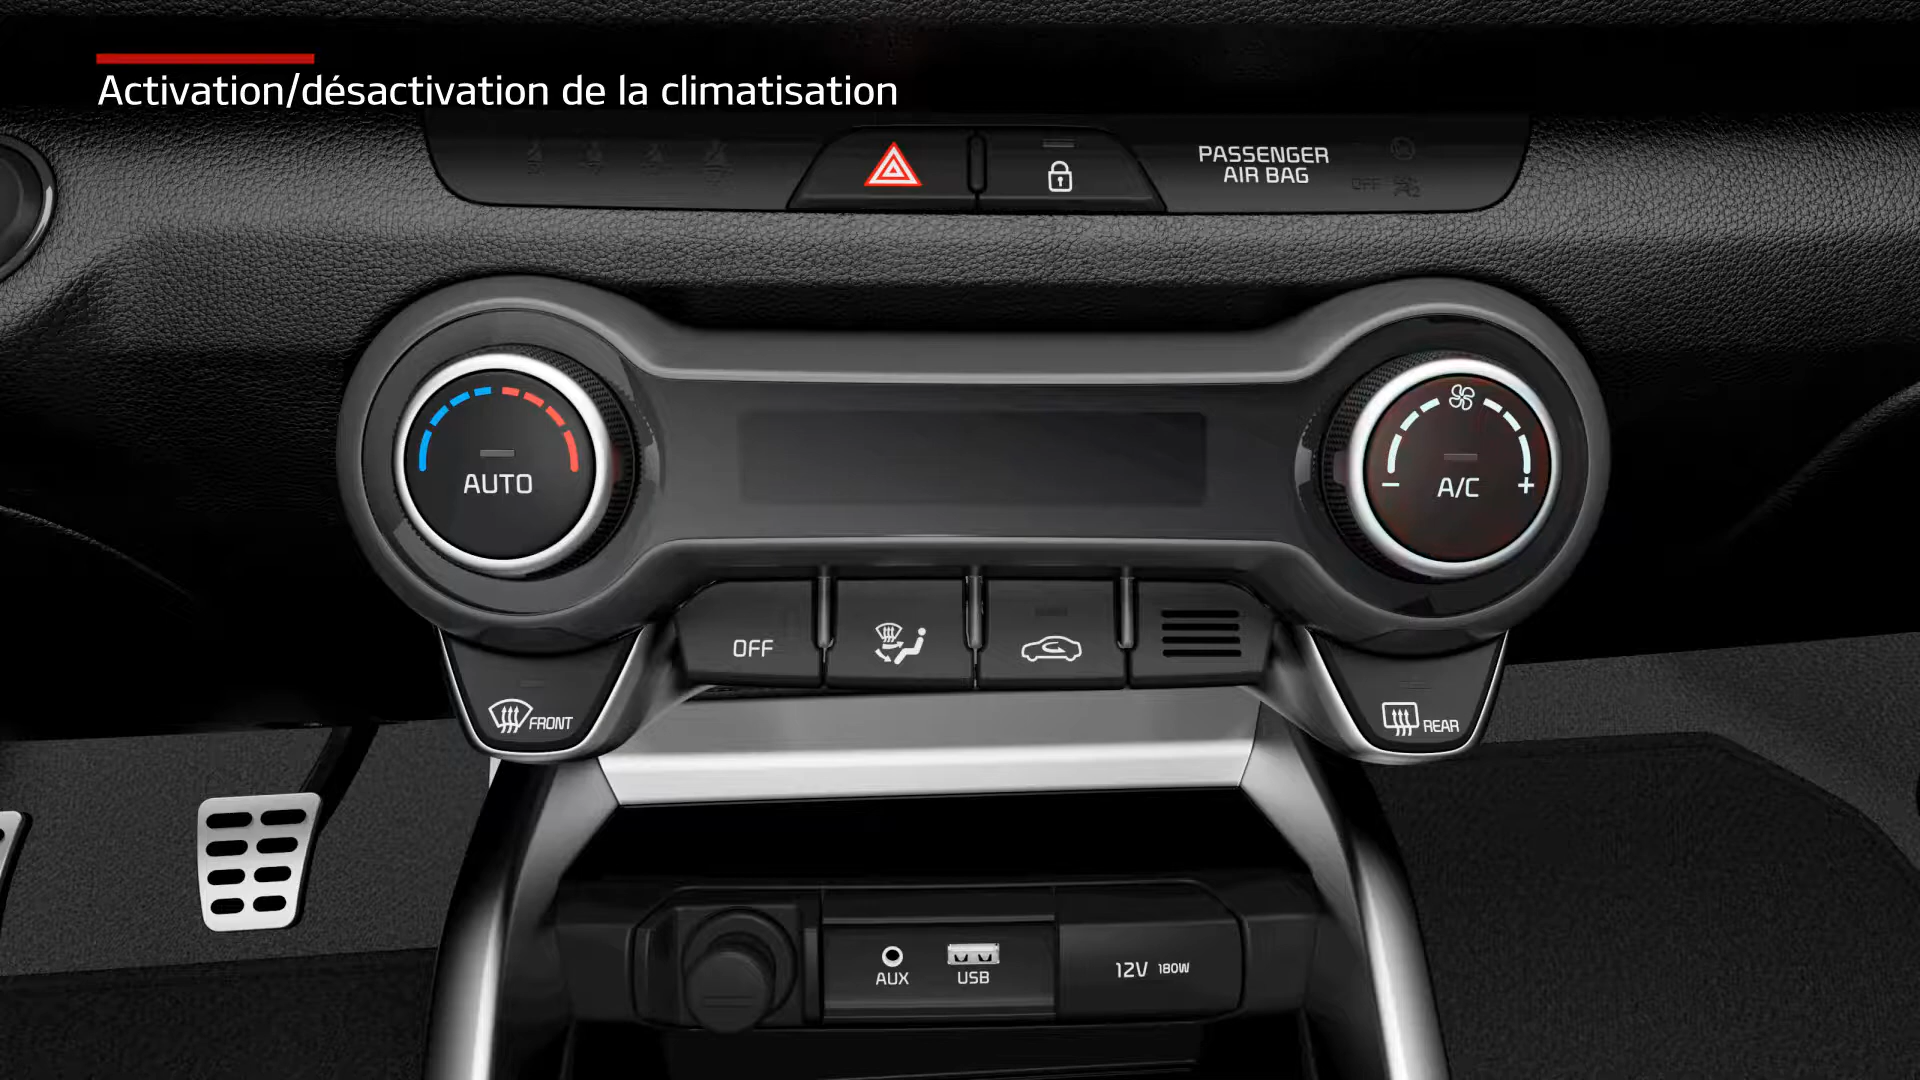 Activation/désactivation de la climatisation
PASSENGER
AIR BAG
OFF
AUTO
A/C
− +
OFF
FRONT
REAR
AUX
USB
12V 180W